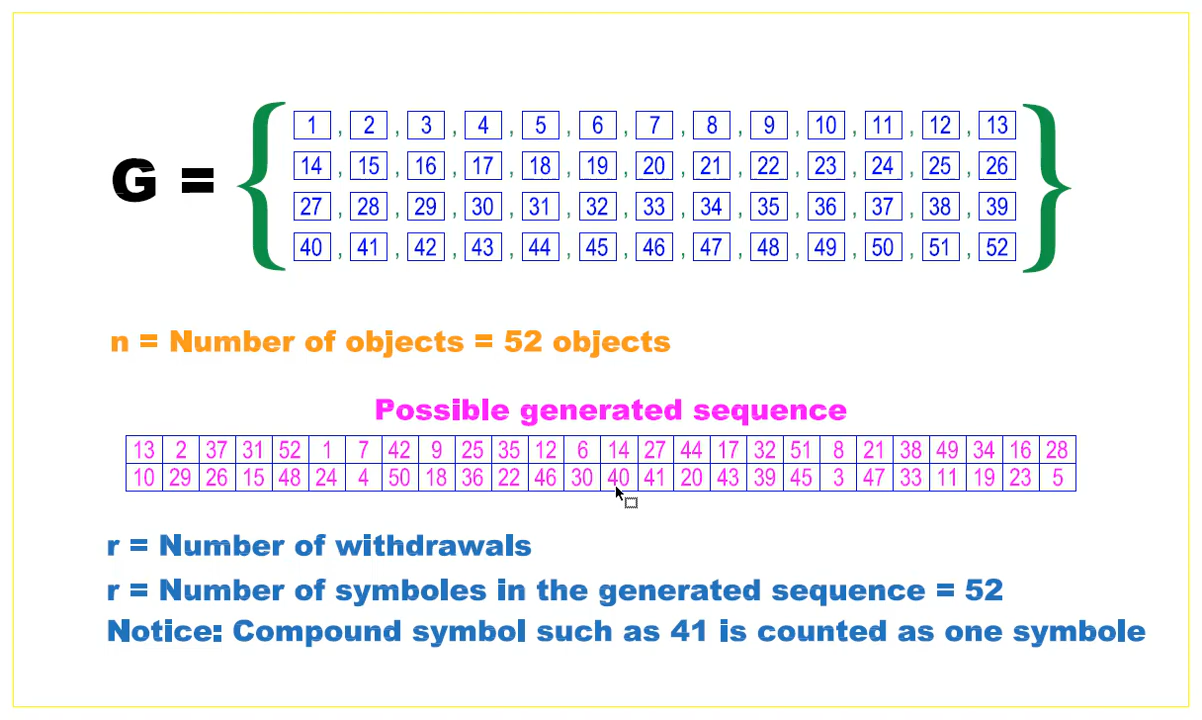 G = { 1 , 2 , 3 , 4 , 5 , 6 , 7 , 8 , 9 , 10 , 11 , 12 , 13
14 , 15 , 16 , 17 , 18 , 19 , 20 , 21 , 22 , 23 , 24 , 25 , 26
27 , 28 , 29 , 30 , 31 , 32 , 33 , 34 , 35 , 36 , 37 , 38 , 39
40 , 41 , 42 , 43 , 44 , 45 , 46 , 47 , 48 , 49 , 50 , 51 , 52 }
n = Number of objects = 52 objects
Possible generated sequence
13 2 37 31 52 1 7 42 9 25 35 12 6 14 27 44 17 32 51 8 21 38 49 34 16 28
10 29 26 15 48 24 4 50 18 36 22 46 30 40 41 20 43 39 45 3 47 33 11 19 23 5
r = Number of withdrawals
r = Number of symboles in the generated sequence = 52
Notice: Compound symbol such as 41 is counted as one symbole